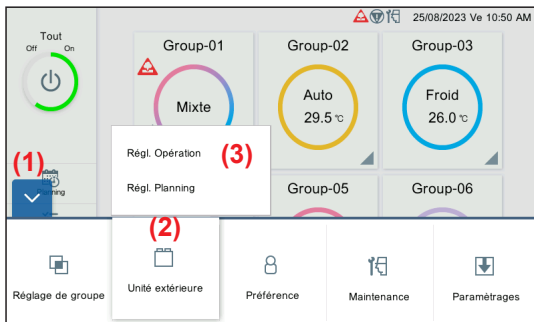 25/08/2023 Ve 10:50 AM
Tout
Off On
Group-01
Group-02
Group-03
Mixte
Auto
29.5 °C
Froid
26.0 °C
(1)
Planning
Régl. Opération
(3)
Régl. Planning
Group-05
Group-06
(2)
Réglage de groupe
Unité extérieure
Préférence
Maintenance
Paramètrages